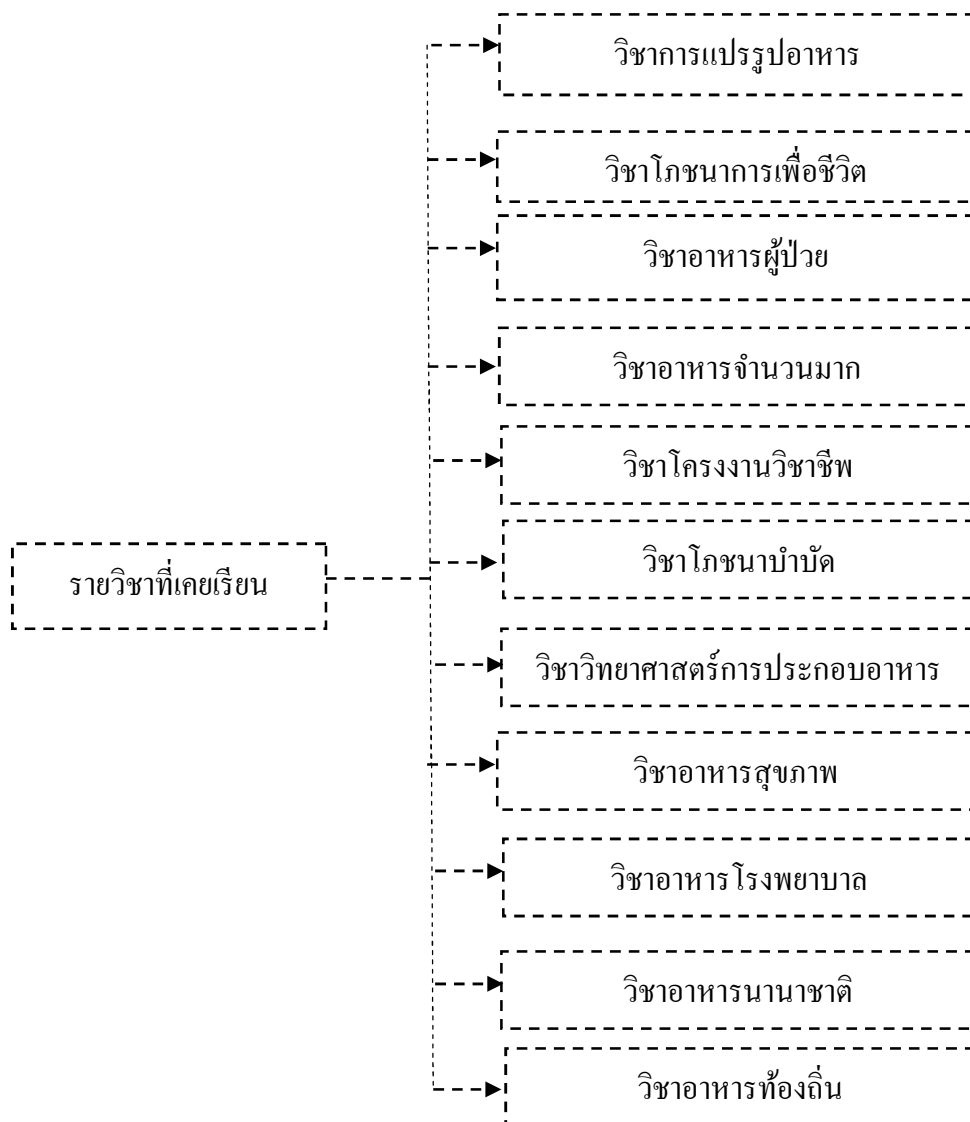 วิชาการแปรรูปอาหาร
วิชาโภชนาการเพื่อชีวิต
วิชาอาหารผู้ป่วย
วิชาอาหารจำนวนมาก
วิชาโครงงานวิชาชีพ
รายวิชาที่เคยเรียน
วิชาโภชนาบำบัด
วิชาวิทยาศาสตร์การประกอบอาหาร
วิชาอาหารสุขภาพ
วิชาอาหารโรงพยาบาล
วิชาอาหารนานาชาติ
วิชาอาหารท้องถิ่น